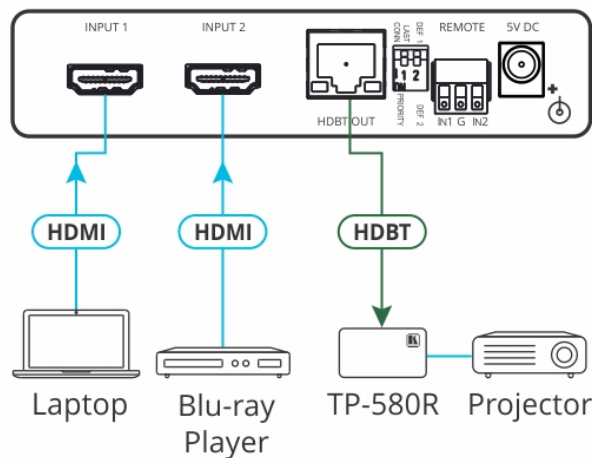 INPUT 1
INPUT 2
LAST
CONN
DEF 1
REMOTE
5V DC
1 2
ON
HDBT OUT
PRIORITY
DEF 2
IN1 G IN2
+
HDMI
HDMI
HDBT
Laptop
Blu-ray
Player
TP-580R
Projector